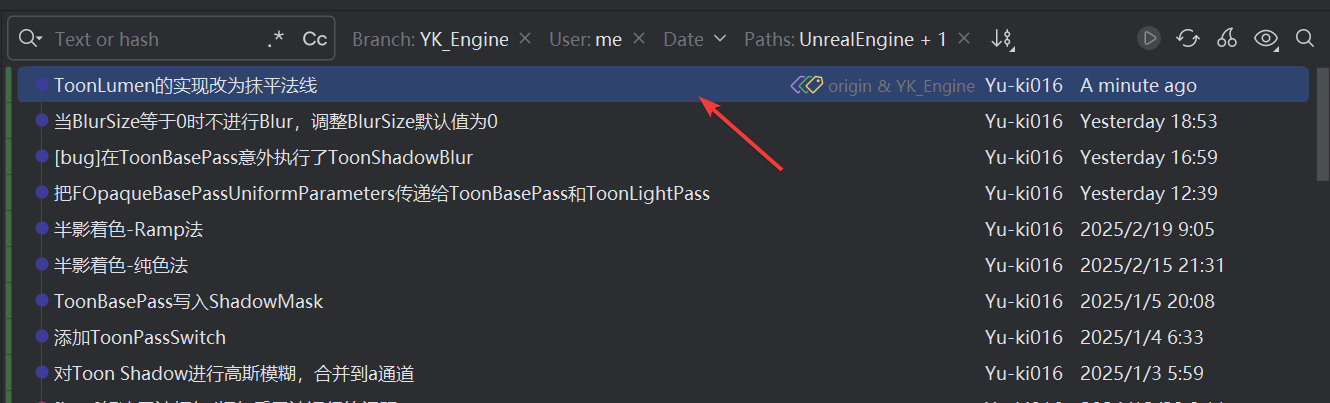 Text or hash .* Cc Branch: YK_Engine × User: me × Date Paths: UnrealEngine + 1 ×
ToonLumen的实现改为抹平法线 origin & YK_Engine Yu-ki016 A minute ago
当BlurSize等于0时不进行Blur，调整BlurSize默认值为0 Yu-ki016 Yesterday 18:53
[bug]在ToonBasePass意外执行了ToonShadowBlur Yu-ki016 Yesterday 16:59
把FOpaqueBasePassUniformParameters传递给ToonBasePass和ToonLightPass Yu-ki016 Yesterday 12:39
半影着色-Ramp法 Yu-ki016 2025/2/19 9:05
半影着色-纯色法 Yu-ki016 2025/2/15 21:31
ToonBasePass写入ShadowMask Yu-ki016 2025/1/5 20:08
添加ToonPassSwitch Yu-ki016 2025/1/4 6:33
对Toon Shadow进行高斯模糊，合并到a通道 Yu-ki016 2025/1/3 5:59